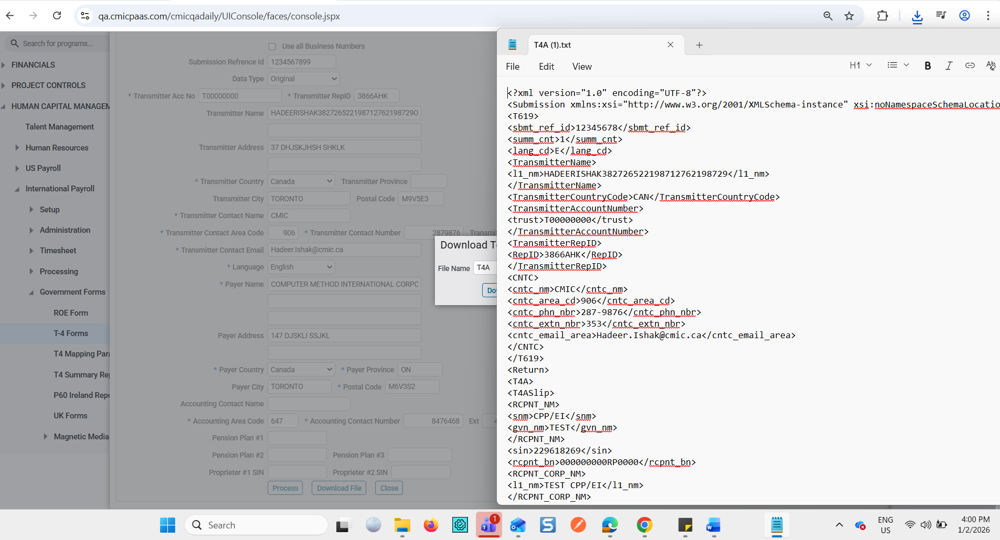 qa.cmicpaas.com/cmicqadaily/UIConsole/faces/console.jspx
Search for programs...
FINANCIALS
PROJECT CONTROLS
HUMAN CAPITAL MANAGEM
Talent Management
Human Resources
US Payroll
International Payroll
Setup
Administration
Timesheet
Processing
Government Forms
ROE Form
T-4 Forms
T4 Mapping Para
T4 Summary Rep
P60 Ireland Repo
UK Forms
Magnetic Media
Use all Business Numbers
Submission Refrence Id 1234567899
Data Type Original
* Transmitter Acc No T00000000 * Transmitter RepID 3866AHK
Transmitter Name HADEERISHAK3827265221987127621987290
Transmitter Address 37 DHJSKJHSH SHKLK
* Transmitter Country Canada Transmitter Province
Transmitter City TORONTO Postal Code M9V5E3
* Transmitter Contact Name CMIC
* Transmitter Contact Area Code 906 * Transmitter Contact Number 2879876 Transmi
* Transmitter Contact Email Hadeer.Ishak@cmic.ca
* Language English
* Payer Name COMPUTER METHOD INTERNATIONAL CORPC
Payer Address 147 DJSKLI SSJKL
* Payer Country Canada * Payer Province ON
Payer City TORONTO * Postal Code M6V3S2
Accounting Contact Name
* Accounting Area Code 647 * Accounting Contact Number 8476468 Ext 4
Pension Plan #1
Pension Plan #2 Pension Plan #3
Proprieter #1 SIN Proprieter #2 SIN
Process Download File Close
Download T
File Name T4A
Do
T4A (1).txt
File Edit View
H1 B I
<?xml version="1.0" encoding="UTF-8"?>
<Submission xmlns:xsi="http://www.w3.org/2001/XMLSchema-instance" xsi:noNamespaceSchemaLocatio
<T619>
<sbmt_ref_id>12345678</sbmt_ref_id>
<summ_cnt>1</summ_cnt>
<lang_cd>E</lang_cd>
<TransmitterName>
<l1_nm>HADEERISHAK382726522198712762198729</l1_nm>
</TransmitterName>
<TransmitterCountryCode>CAN</TransmitterCountryCode>
<TransmitterAccountNumber>
<trust>T00000000</trust>
</TransmitterAccountNumber>
<TransmitterRepID>
<RepID>3866AHK</RepID>
</TransmitterRepID>
<CNTC>
<cntc_nm>CMIC</cntc_nm>
<cntc_area_cd>906</cntc_area_cd>
<cntc_phn_nbr>287-9876</cntc_phn_nbr>
<cntc_extn_nbr>353</cntc_extn_nbr>
<cntc_email_area>Hadeer.Ishak@cmic.ca</cntc_email_area>
</CNTC>
</T619>
<Return>
<T4A>
<T4ASlip>
<RCPNT_NM>
<snm>CPP/EI</snm>
<gvn_nm>TEST</gvn_nm>
</RCPNT_NM>
<sin>229618269</sin>
<rcpnt_bn>000000000RP0000</rcpnt_bn>
<RCPNT_CORP_NM>
<l1_nm>TEST CPP/EI</l1_nm>
</RCPNT_CORP_NM>
Search
1
ENG
US
4:00 PM
1/2/2026